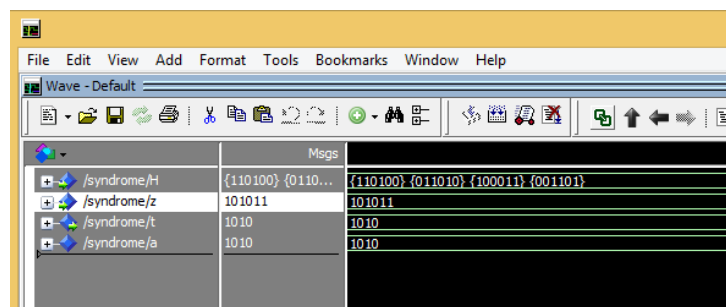 File Edit View Add Format Tools Bookmarks Window Help
Wave - Default
Msgs
/syndrome/H {110100} {0110... {110100} {011010} {100011} {001101}
/syndrome/z 101011 101011
/syndrome/t 1010 1010
/syndrome/a 1010 1010